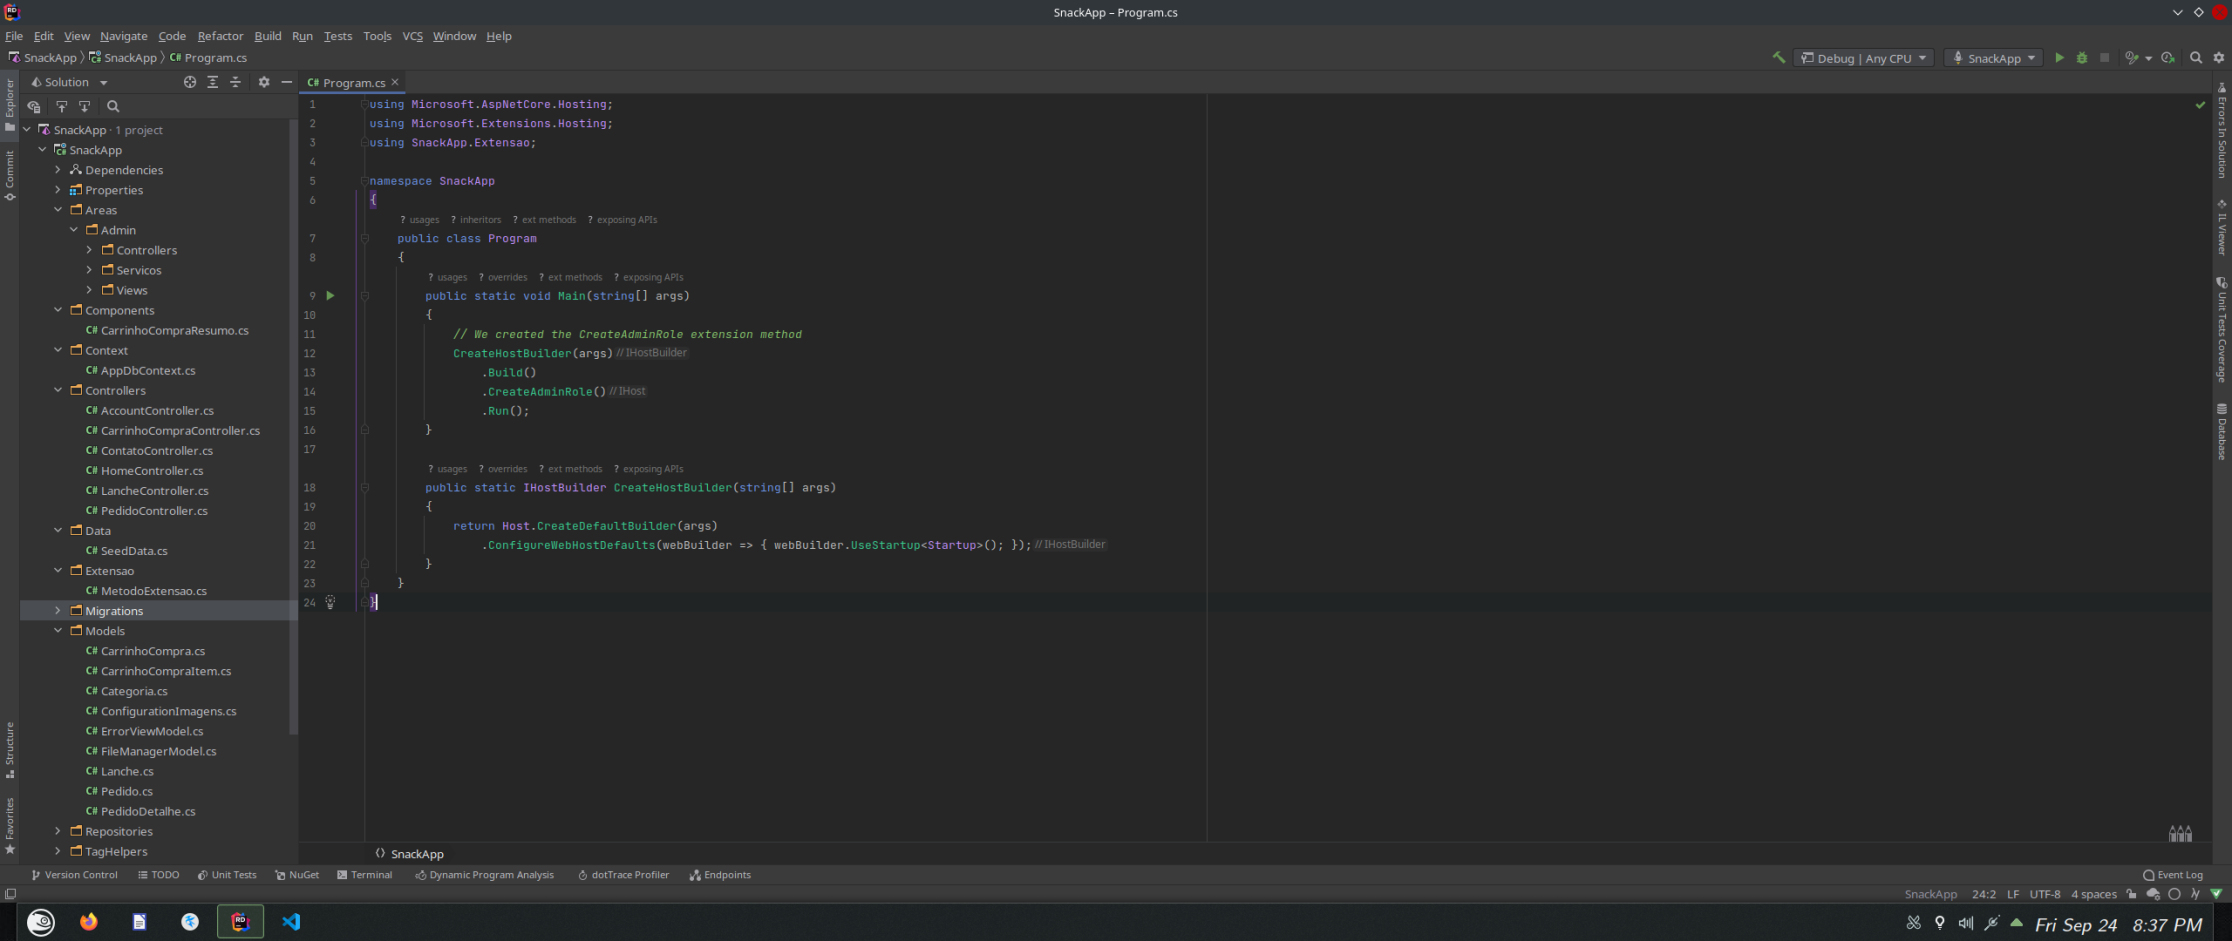 SnackApp – Program.cs
File Edit View Navigate Code Refactor Build Run Tests Tools VCS Window Help
SnackApp SnackApp C# Program.cs
Debug | Any CPU SnackApp
Explorer
Commit
Structure
Favorites
Solution
SnackApp · 1 project
SnackApp
Dependencies
Properties
Areas
Admin
Controllers
Servicos
Views
Components
C# CarrinhoCompraResumo.cs
Context
C# AppDbContext.cs
Controllers
C# AccountController.cs
C# CarrinhoCompraController.cs
C# ContatoController.cs
C# HomeController.cs
C# LancheController.cs
C# PedidoController.cs
Data
C# SeedData.cs
Extensao
C# MetodoExtensao.cs
Migrations
Models
C# CarrinhoCompra.cs
C# CarrinhoCompraItem.cs
C# Categoria.cs
C# ConfigurationImagens.cs
C# ErrorViewModel.cs
C# FileManagerModel.cs
C# Lanche.cs
C# Pedido.cs
C# PedidoDetalhe.cs
Repositories
TagHelpers
C# Program.cs
1 using Microsoft.AspNetCore.Hosting;
2 using Microsoft.Extensions.Hosting;
3 using SnackApp.Extensao;
4
5 namespace SnackApp
6 {
? usages ? inheritors ? ext methods ? exposing APIs
7 public class Program
8 {
? usages ? overrides ? ext methods ? exposing APIs
9 public static void Main(string[] args)
10 {
11 // We created the CreateAdminRole extension method
12 CreateHostBuilder(args) // IHostBuilder
13 .Build()
14 .CreateAdminRole() // IHost
15 .Run();
16 }
17
? usages ? overrides ? ext methods ? exposing APIs
18 public static IHostBuilder CreateHostBuilder(string[] args)
19 {
20 return Host.CreateDefaultBuilder(args)
21 .ConfigureWebHostDefaults(webBuilder => { webBuilder.UseStartup<Startup>(); }); // IHostBuilder
22 }
23 }
24 }
SnackApp
Errors In Solution
IL Viewer
Unit Tests Coverage
Database
Version Control TODO Unit Tests NuGet Terminal Dynamic Program Analysis dotTrace Profiler Endpoints Event Log
SnackApp 24:2 LF UTF-8 4 spaces
RD
Fri Sep 24 8:37 PM